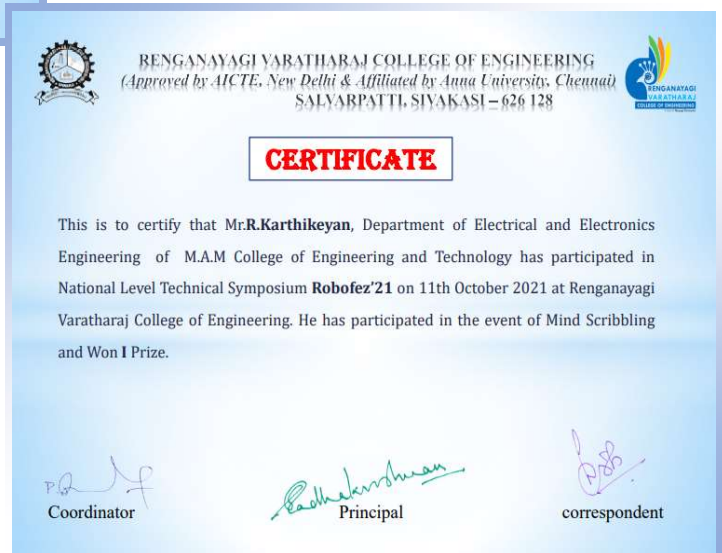 RENGANAYAGI VARATHARAJ COLLEGE OF ENGINEERING
(Approved by AICTE, New Delhi & Affiliated by Anna University, Chennai)
SALVARPATTI, SIVAKASI – 626 128
RENGANAYAGI
VARATHARAJ
COLLEGE OF ENGINEERING
CERTIFICATE
This is to certify that Mr.R.Karthikeyan, Department of Electrical and Electronics
Engineering of M.A.M College of Engineering and Technology has participated in
National Level Technical Symposium Robofez'21 on 11th October 2021 at Renganayagi
Varatharaj College of Engineering. He has participated in the event of Mind Scribbling
and Won I Prize.
Radhakrishnan
Coordinator
Principal
correspondent